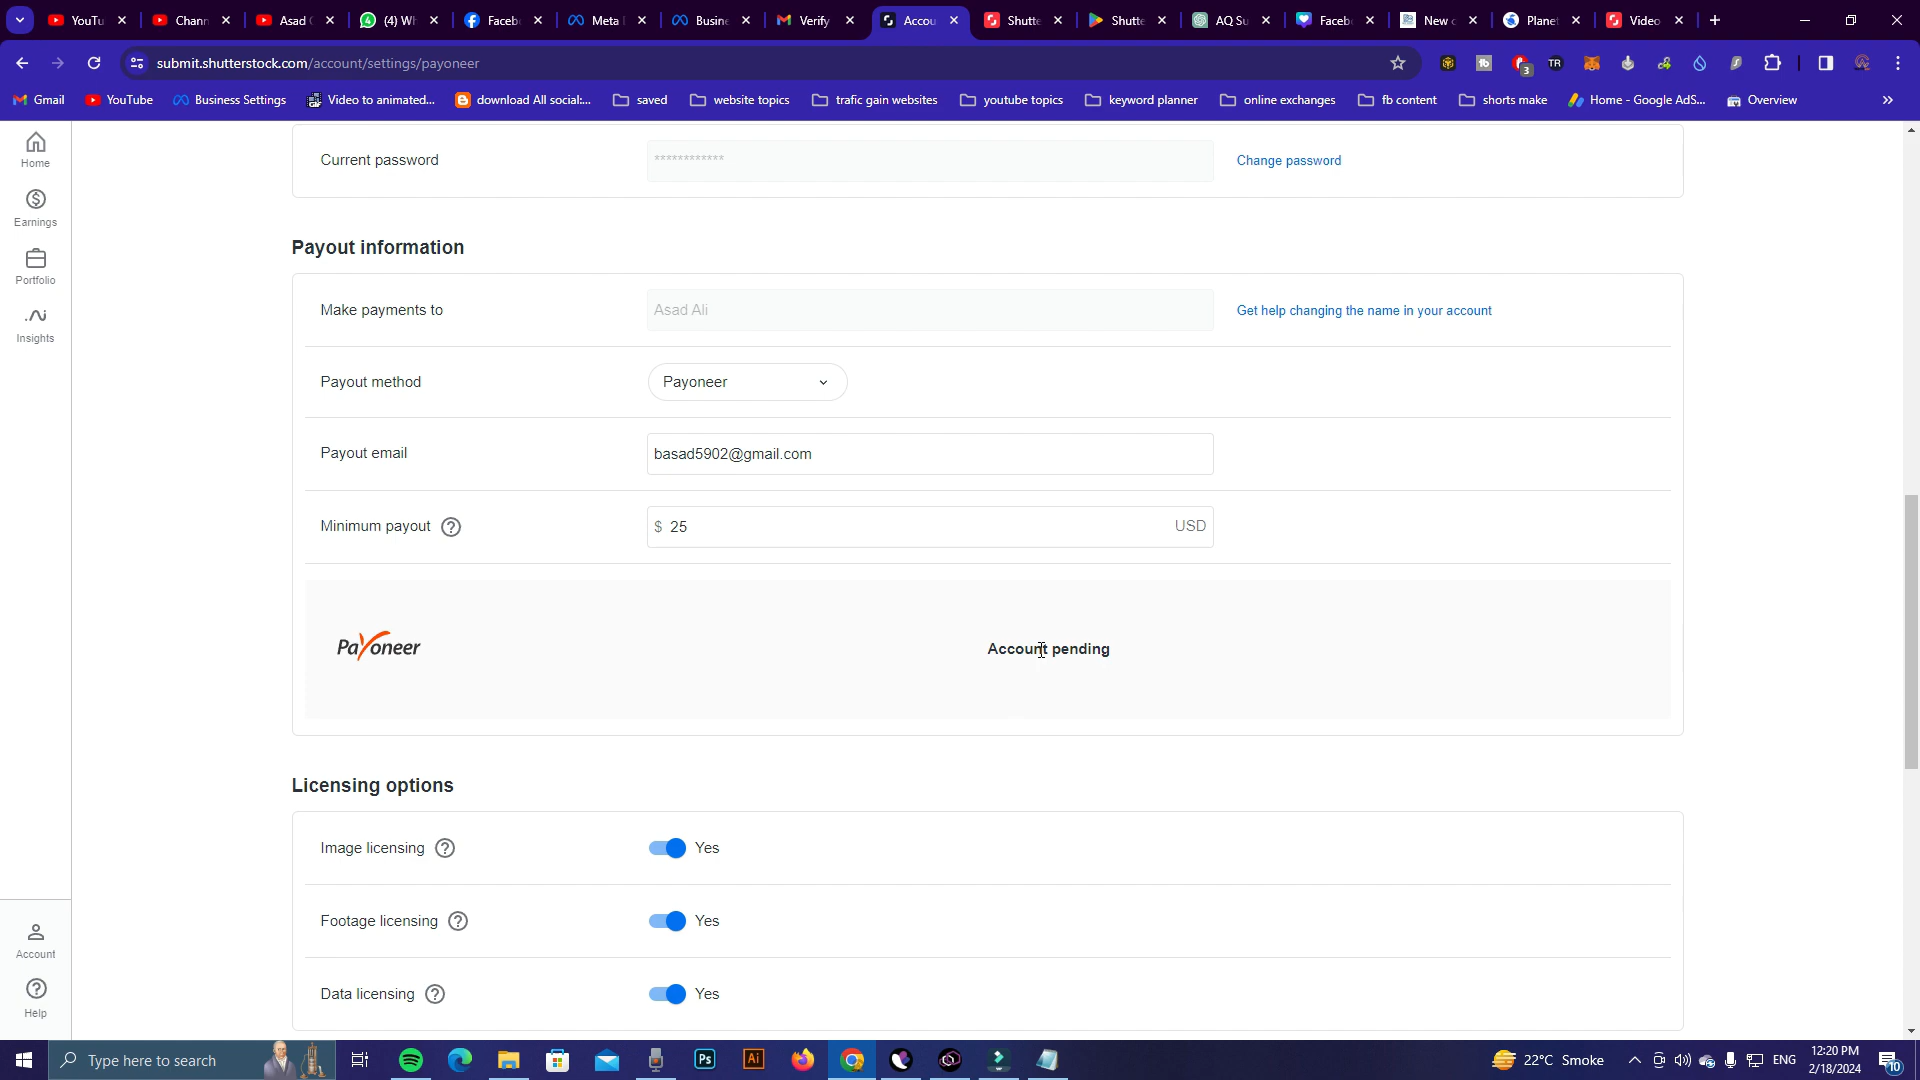 YouTu
Chann
Asad
(4) Wh
Faceb
Meta
Busine
Verify
Accou
Shutte
Shutte
AQ Su
Faceb
New
Planet
Video
submit.shutterstock.com/account/settings/payoneer
3
TR
Gmail
YouTube
Business Settings
Video to animated...
download All social:...
saved
website topics
trafic gain websites
youtube topics
keyword planner
online exchanges
fb content
shorts make
Home - Google AdS...
Overview
Home
Earnings
Portfolio
Insights
Account
Help
Current password
************
Change password
Payout information
Make payments to
Asad Ali
Get help changing the name in your account
Payout method
Payoneer
Payout email
basad5902@gmail.com
Minimum payout ?
$ 25
USD
Payoneer
Account pending
Licensing options
Image licensing ?
Yes
Footage licensing ?
Yes
Data licensing ?
Yes
Type here to search
Ps
Ai
22°C Smoke
ENG
12:20 PM
2/18/2024
10